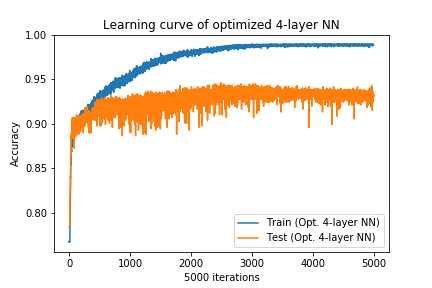 Learning curve of optimized 4-layer NN
1.00
0.95
0.90
0.85
0.80
Accuracy
Train (Opt. 4-layer NN)
Test (Opt. 4-layer NN)
0 1000 2000 3000 4000 5000
5000 iterations